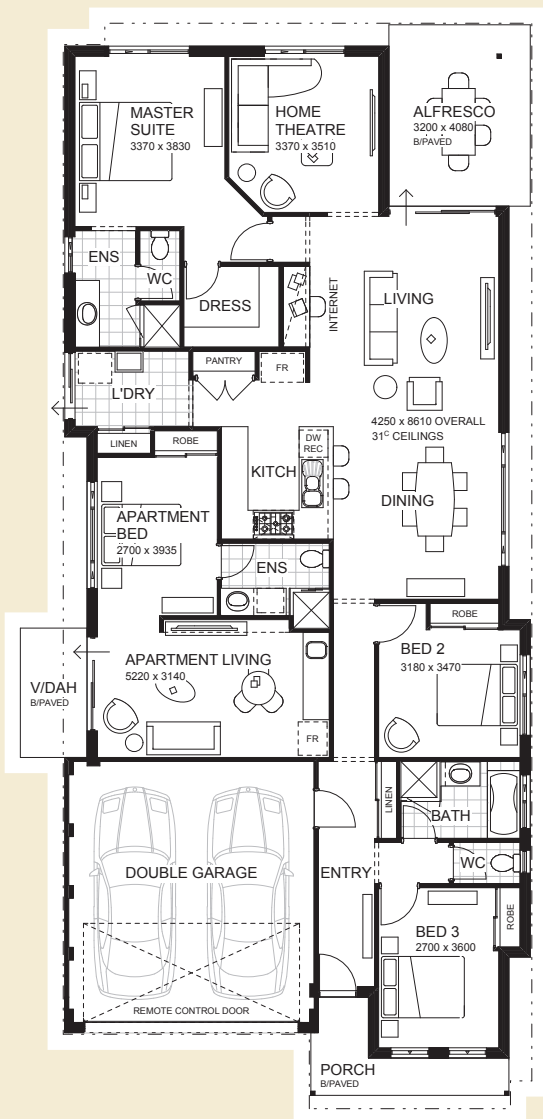 MASTER
SUITE
3370 x 3830
HOME
THEATRE
3370 x 3510
ALFRESCO
3200 x 4080
B/PAVED
ENS
WC
DRESS
INTERNET
LIVING
PANTRY
FR
L'DRY
4250 x 8610 OVERALL
31C CEILINGS
LINEN
ROBE
DW
REC
KITCH
DINING
APARTMENT
BED
2700 x 3935
ENS
ROBE
BED 2
3180 x 3470
APARTMENT LIVING
5220 x 3140
V/DAH
B/PAVED
FR
LINEN
BATH
DOUBLE GARAGE
ENTRY
WC
ROBE
BED 3
2700 x 3600
REMOTE CONTROL DOOR
PORCH
B/PAVED